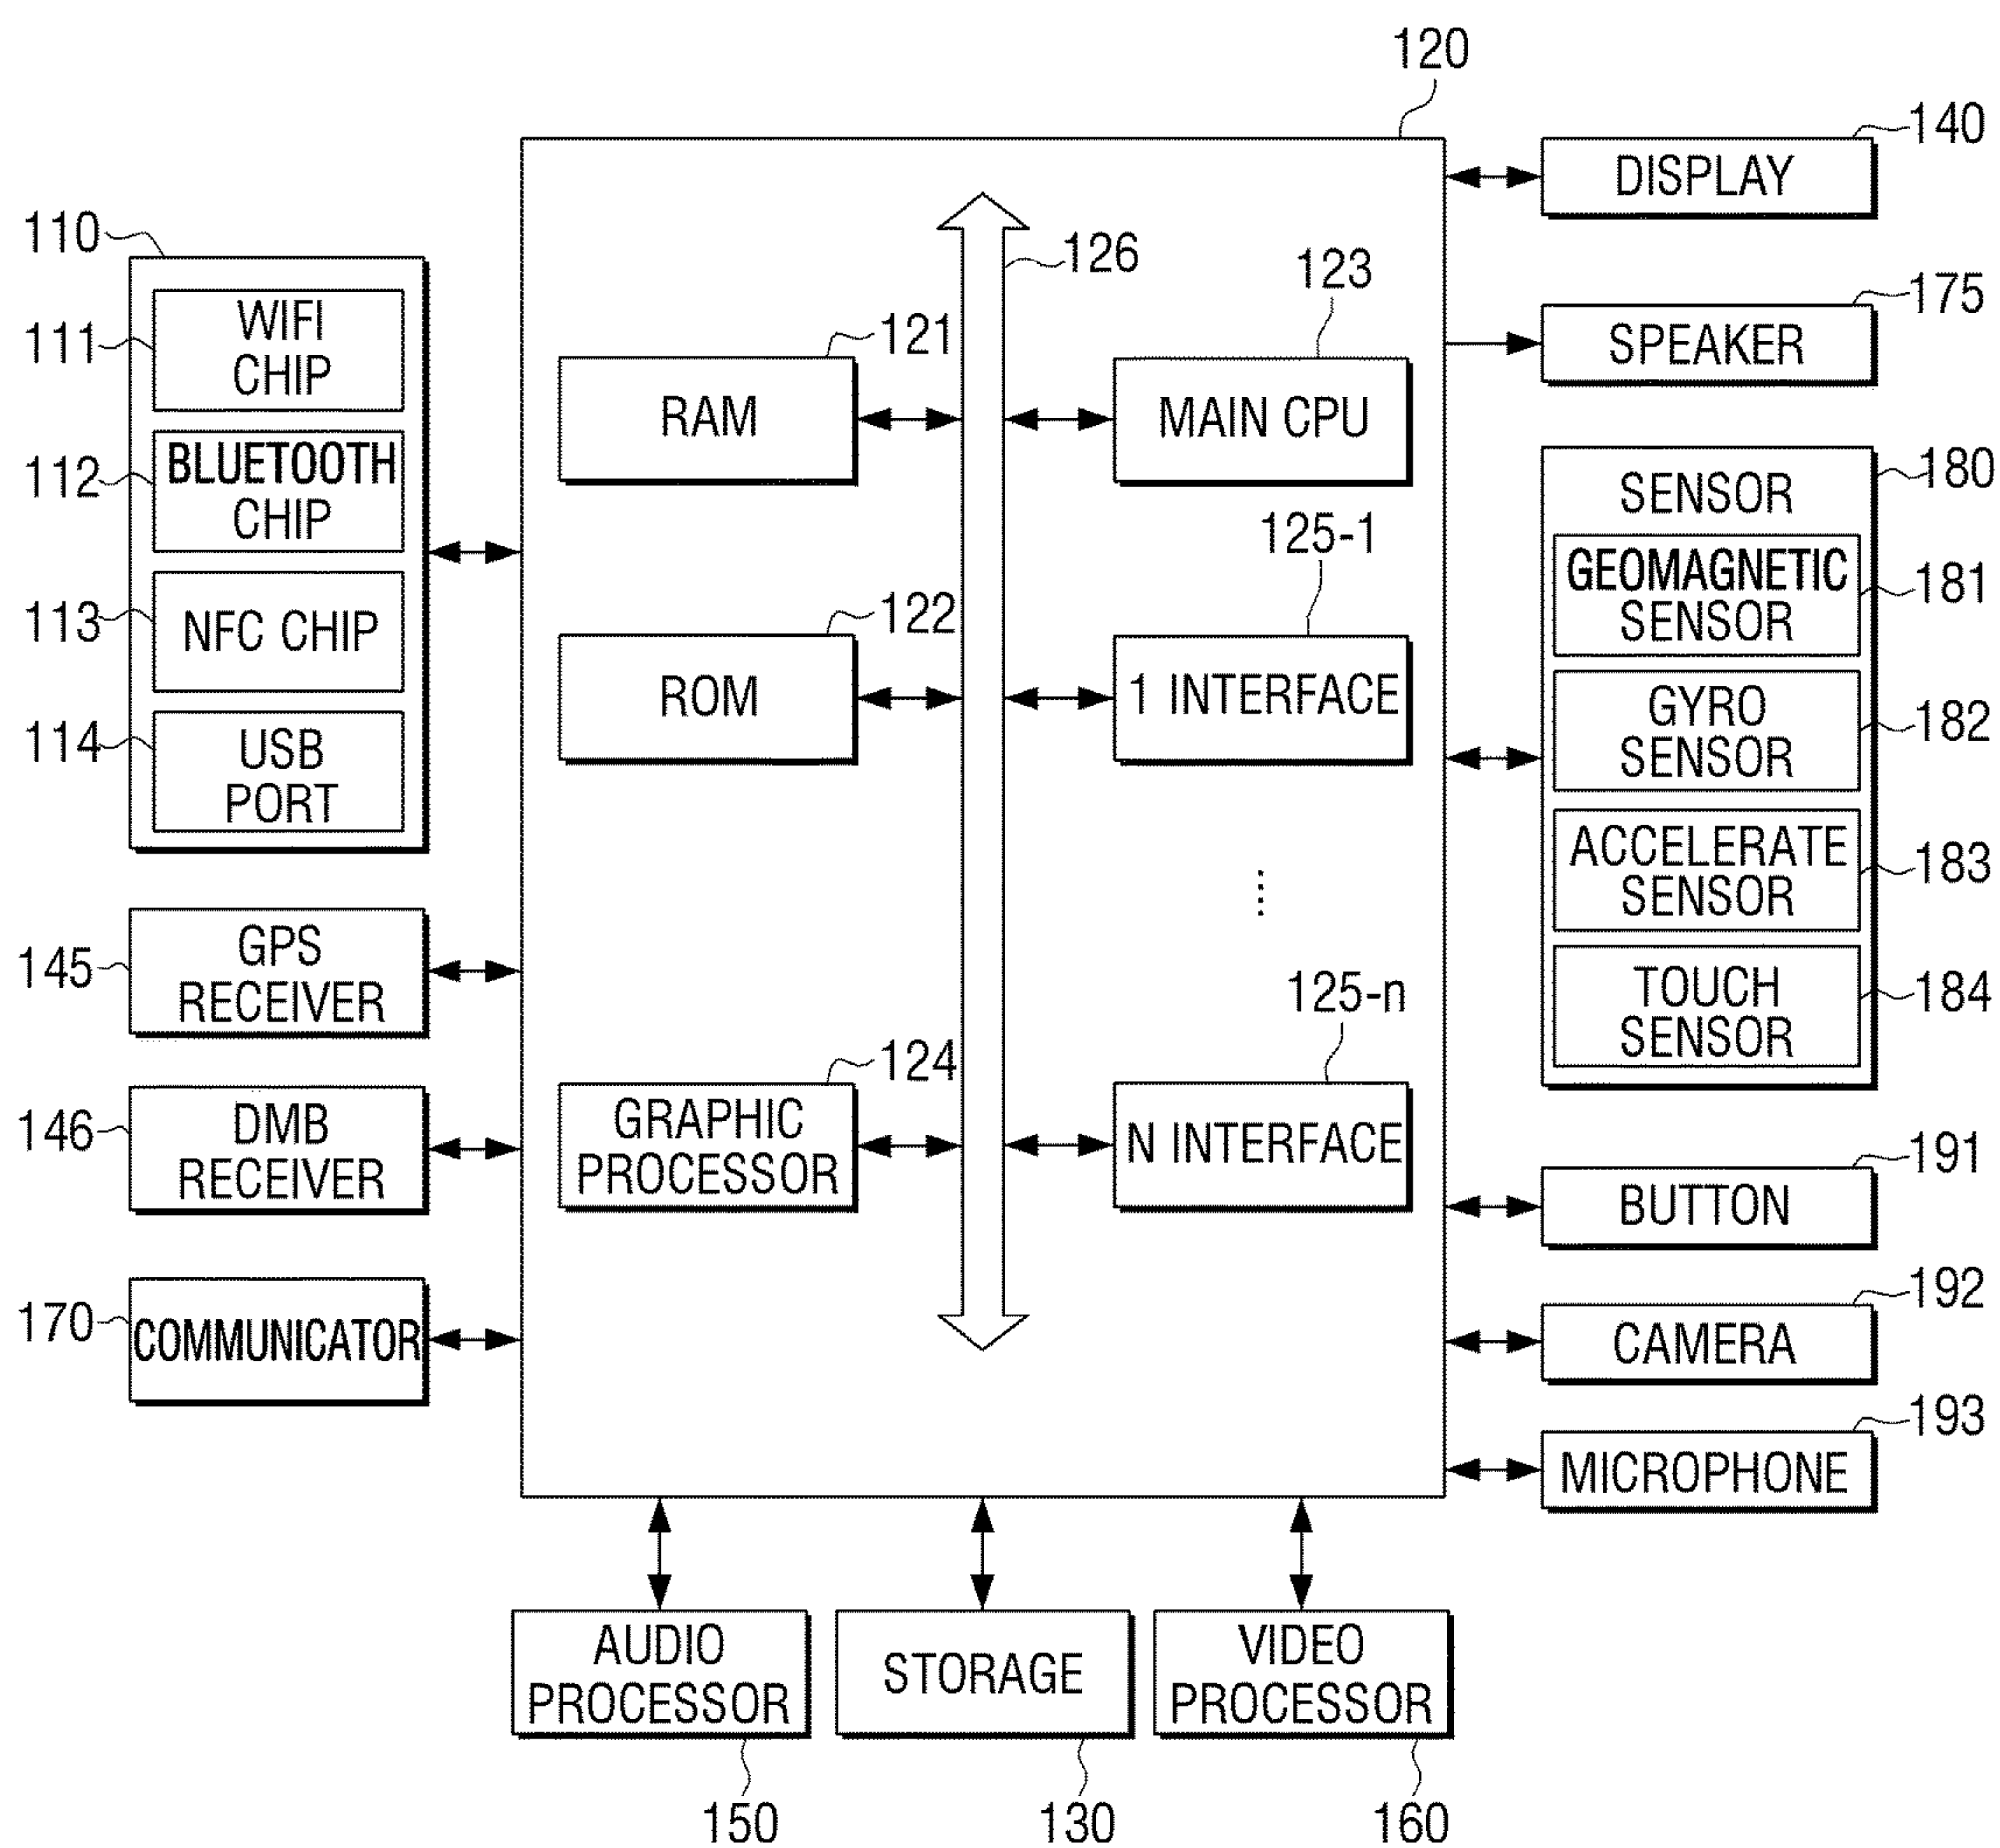 120
140
DISPLAY
110
126
123
175
WIFI
CHIP
111
121
SPEAKER
RAM
MAIN CPU
112
BLUETOOTH
CHIP
180
SENSOR
125-1
GEOMAGNETIC
SENSOR
181
113
NFC CHIP
122
ROM
1 INTERFACE
GYRO
SENSOR
182
114
USB
PORT
ACCELERATE
SENSOR
183
⋮
145
GPS
RECEIVER
125-n
TOUCH
SENSOR
184
124
GRAPHIC
PROCESSOR
N INTERFACE
146
DMB
RECEIVER
191
BUTTON
170
COMMUNICATOR
192
CAMERA
193
MICROPHONE
AUDIO
PROCESSOR
STORAGE
VIDEO
PROCESSOR
150
130
160